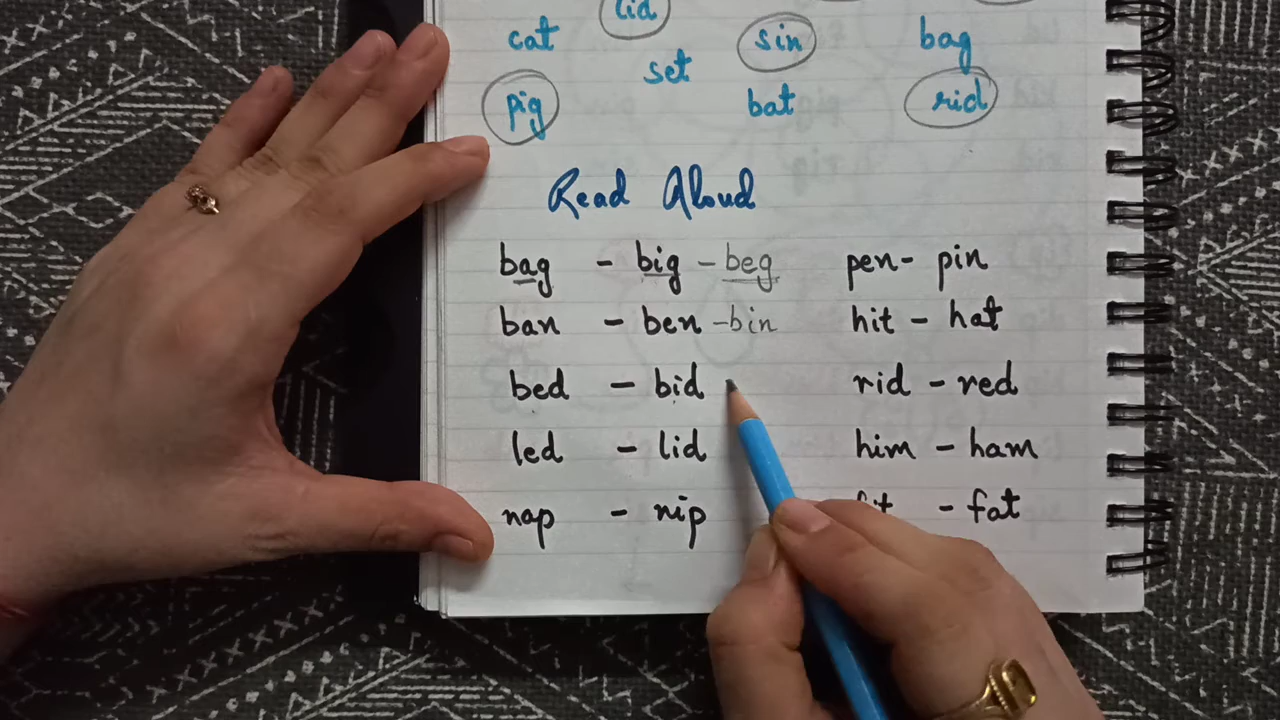 lid
cat sin bag
set
pig bat rid
Read Aloud
bag - big - beg pen- pin
ban - ben -bin hit - hat
bed - bid rid - red
led - lid him - ham
nap - nip - fat